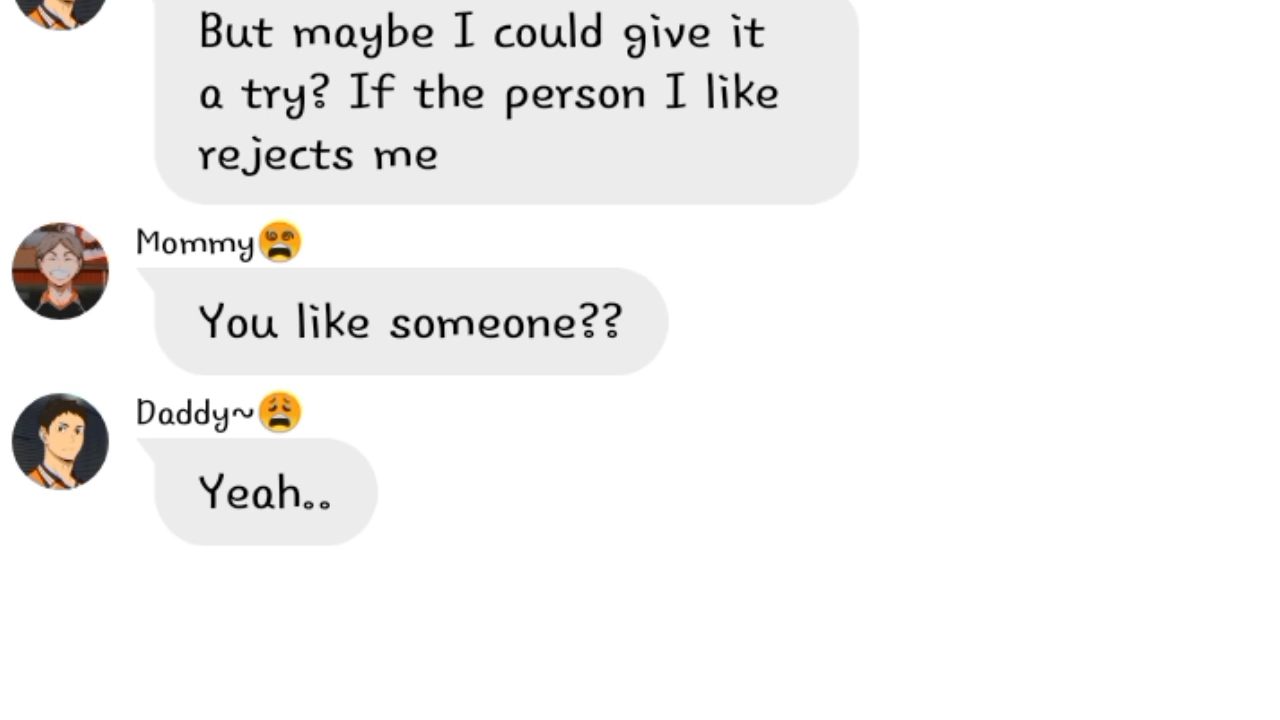 But maybe I could give it
a try? If the person I like
rejects me
Mommy😵
You like someone??
Daddy~😩
Yeah..